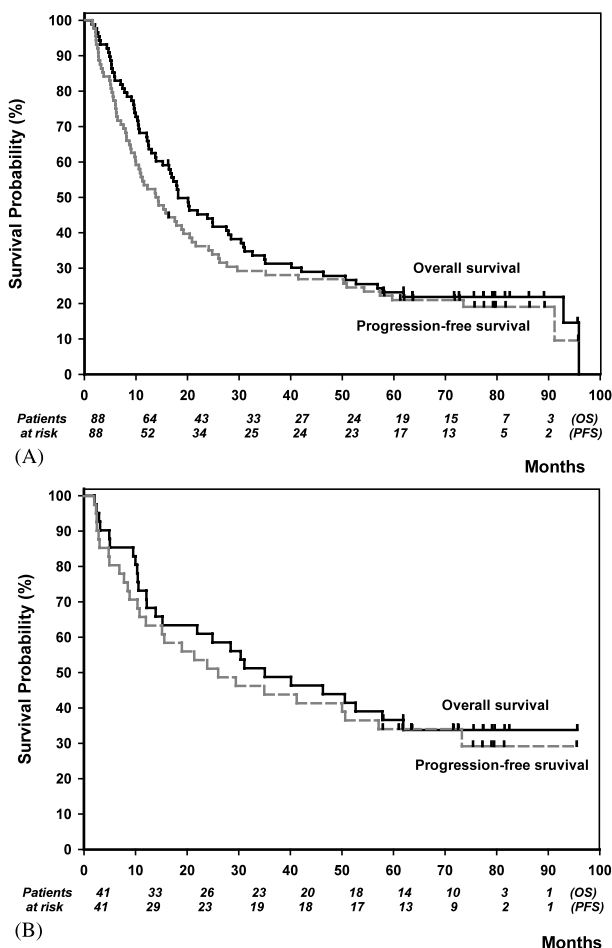 Survival Probability (%)
100
90
80
70
60
50
40
30
20
10
0
Overall survival
Progression-free survival
0 10 20 30 40 50 60 70 80 90 100
Patients 88 64 43 33 27 24 19 15 7 3 (OS)
at risk 88 52 34 25 24 23 17 13 5 2 (PFS)
(A)
Months
Survival Probability (%)
100
90
80
70
60
50
40
30
20
10
0
Overall survival
Progression-free sruvival
0 10 20 30 40 50 60 70 80 90 100
Patients 41 33 26 23 20 18 14 10 3 1 (OS)
at risk 41 29 23 19 18 17 13 9 2 1 (PFS)
(B)
Months